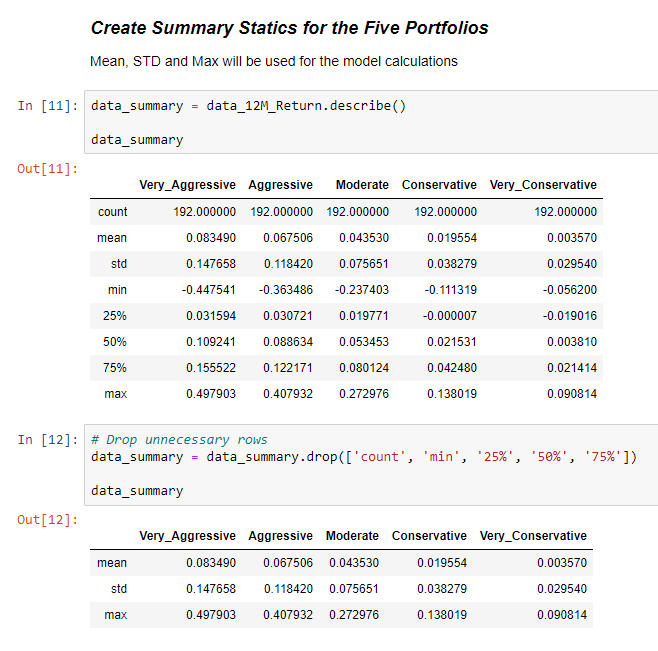 Create Summary Statics for the Five Portfolios
Mean, STD and Max will be used for the model calculations
In [11]: data_summary = data_12M_Return.describe()
data_summary
Out[11]:
Very_Aggressive Aggressive Moderate Conservative Very_Conservative
count 192.000000 192.000000 192.000000 192.000000 192.000000
mean 0.083490 0.067506 0.043530 0.019554 0.003570
std 0.147658 0.118420 0.075651 0.038279 0.029540
min -0.447541 -0.363486 -0.237403 -0.111319 -0.056200
25% 0.031594 0.030721 0.019771 -0.000007 -0.019016
50% 0.109241 0.088634 0.053453 0.021531 0.003810
75% 0.155522 0.122171 0.080124 0.042480 0.021414
max 0.497903 0.407932 0.272976 0.138019 0.090814
In [12]: # Drop unnecessary rows
data_summary = data_summary.drop(['count', 'min', '25%', '50%', '75%'])
data_summary
Out[12]:
Very_Aggressive Aggressive Moderate Conservative Very_Conservative
mean 0.083490 0.067506 0.043530 0.019554 0.003570
std 0.147658 0.118420 0.075651 0.038279 0.029540
max 0.497903 0.407932 0.272976 0.138019 0.090814